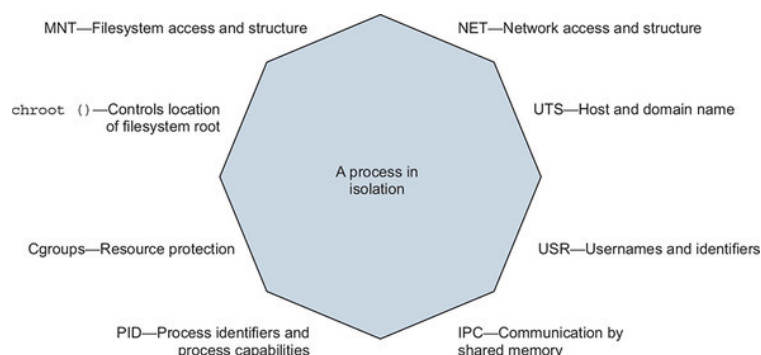 MNT—Filesystem access and structure
NET—Network access and structure
chroot ()—Controls location
of filesystem root
UTS—Host and domain name
A process in
isolation
Cgroups—Resource protection
USR—Usernames and identifiers
PID—Process identifiers and
process capabilities
IPC—Communication by
shared memory